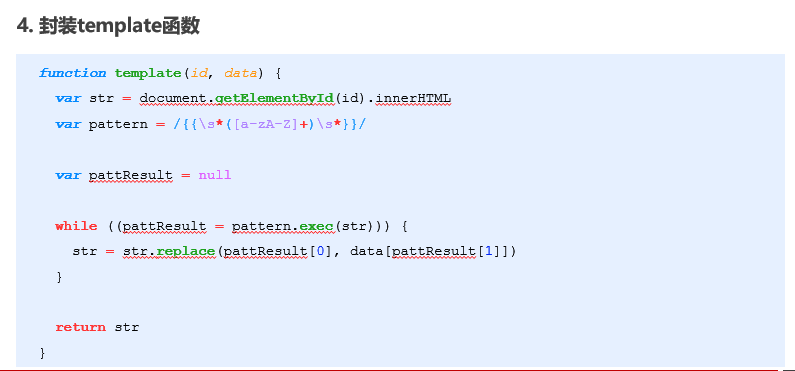 4. 封装template函数
function template(id, data) {
  var str = document.getElementById(id).innerHTML
  var pattern = /{{\s*([a-zA-Z]+)\s*}}/
  var pattResult = null
  while ((pattResult = pattern.exec(str))) {
    str = str.replace(pattResult[0], data[pattResult[1]])
  }
  return str
}